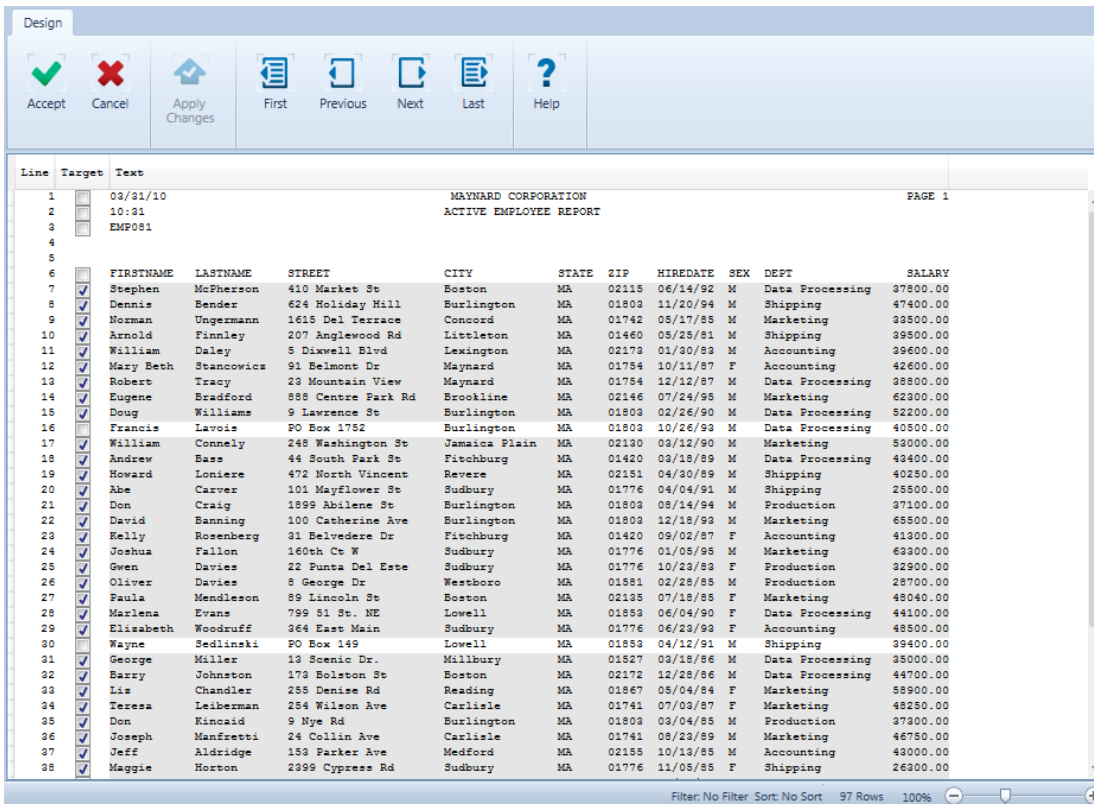 Design
Accept Cancel Apply Changes First Previous Next Last Help
Line Target Text
1 03/31/10 MAYNARD CORPORATION PAGE 1
2 10:31 ACTIVE EMPLOYEE REPORT
3 EMP081
4
5
6 FIRSTNAME LASTNAME STREET CITY STATE ZIP HIREDATE SEX DEPT SALARY
7 Stephen McPherson 410 Market St Boston MA 02115 06/14/92 M Data Processing 37800.00
8 Dennis Bender 624 Holiday Hill Burlington MA 01803 11/20/94 M Shipping 47400.00
9 Norman Ungermann 1615 Del Terrace Concord MA 01742 05/17/85 M Marketing 33500.00
10 Arnold Finnley 207 Anglewood Rd Littleton MA 01460 05/25/81 M Shipping 39500.00
11 William Daley 5 Dixwell Blvd Lexington MA 02173 01/30/83 M Accounting 39600.00
12 Mary Beth Stancowicz 91 Belmont Dr Maynard MA 01754 10/11/87 F Accounting 42600.00
13 Robert Tracy 23 Mountain View Maynard MA 01754 12/12/87 M Data Processing 38800.00
14 Eugene Bradford 888 Centre Park Rd Brookline MA 02146 07/24/95 M Marketing 62300.00
15 Doug Williams 9 Lawrence St Burlington MA 01803 02/26/90 M Data Processing 52200.00
16 Francis Lavois PO Box 1752 Burlington MA 01803 10/26/93 M Data Processing 40500.00
17 William Connely 248 Washington St Jamaica Plain MA 02130 03/12/90 M Marketing 53000.00
18 Andrew Bass 44 South Park St Fitchburg MA 01420 03/18/89 M Data Processing 43400.00
19 Howard Loniere 472 North Vincent Revere MA 02151 04/30/89 M Shipping 40250.00
20 Abe Carver 101 Mayflower St Sudbury MA 01776 04/04/91 M Shipping 25500.00
21 Don Craig 1899 Abilene St Burlington MA 01803 08/14/94 M Production 37100.00
22 David Banning 100 Catherine Ave Burlington MA 01803 12/18/93 M Marketing 65500.00
23 Kelly Rosenberg 31 Belvedere Dr Fitchburg MA 01420 09/02/87 F Accounting 41300.00
24 Joshua Fallon 160th Ct W Sudbury MA 01776 01/05/95 M Marketing 63300.00
25 Gwen Davies 22 Punta Del Este Sudbury MA 01776 10/23/83 F Production 32900.00
26 Oliver Davies 8 George Dr Westboro MA 01581 02/28/85 M Production 28700.00
27 Paula Mendleson 89 Lincoln St Boston MA 02135 07/18/85 F Marketing 48040.00
28 Marlena Evans 799 51 St. NE Lowell MA 01853 06/04/90 F Data Processing 44100.00
29 Elizabeth Woodruff 364 East Main Sudbury MA 01776 06/23/93 F Accounting 48500.00
30 Wayne Sedlinski PO Box 149 Lowell MA 01853 04/12/91 M Shipping 39400.00
31 George Miller 13 Scenic Dr. Millbury MA 01527 03/18/86 M Data Processing 35000.00
32 Barry Johnston 173 Bolston St Boston MA 02172 12/28/86 M Data Processing 44700.00
33 Liz Chandler 255 Denise Rd Reading MA 01867 05/04/84 F Marketing 58900.00
34 Teresa Leiberman 254 Wilson Ave Carlisle MA 01741 07/03/87 F Marketing 48250.00
35 Don Kincaid 9 Nye Rd Burlington MA 01803 03/04/85 M Production 37300.00
36 Joseph Manfretti 24 Collin Ave Carlisle MA 01741 08/23/89 M Marketing 46750.00
37 Jeff Aldridge 153 Parker Ave Medford MA 02155 10/13/85 M Accounting 43000.00
38 Maggie Horton 2399 Cypress Rd Sudbury MA 01776 11/05/85 F Shipping 26300.00
Filter: No Filter Sort: No Sort 97 Rows 100%